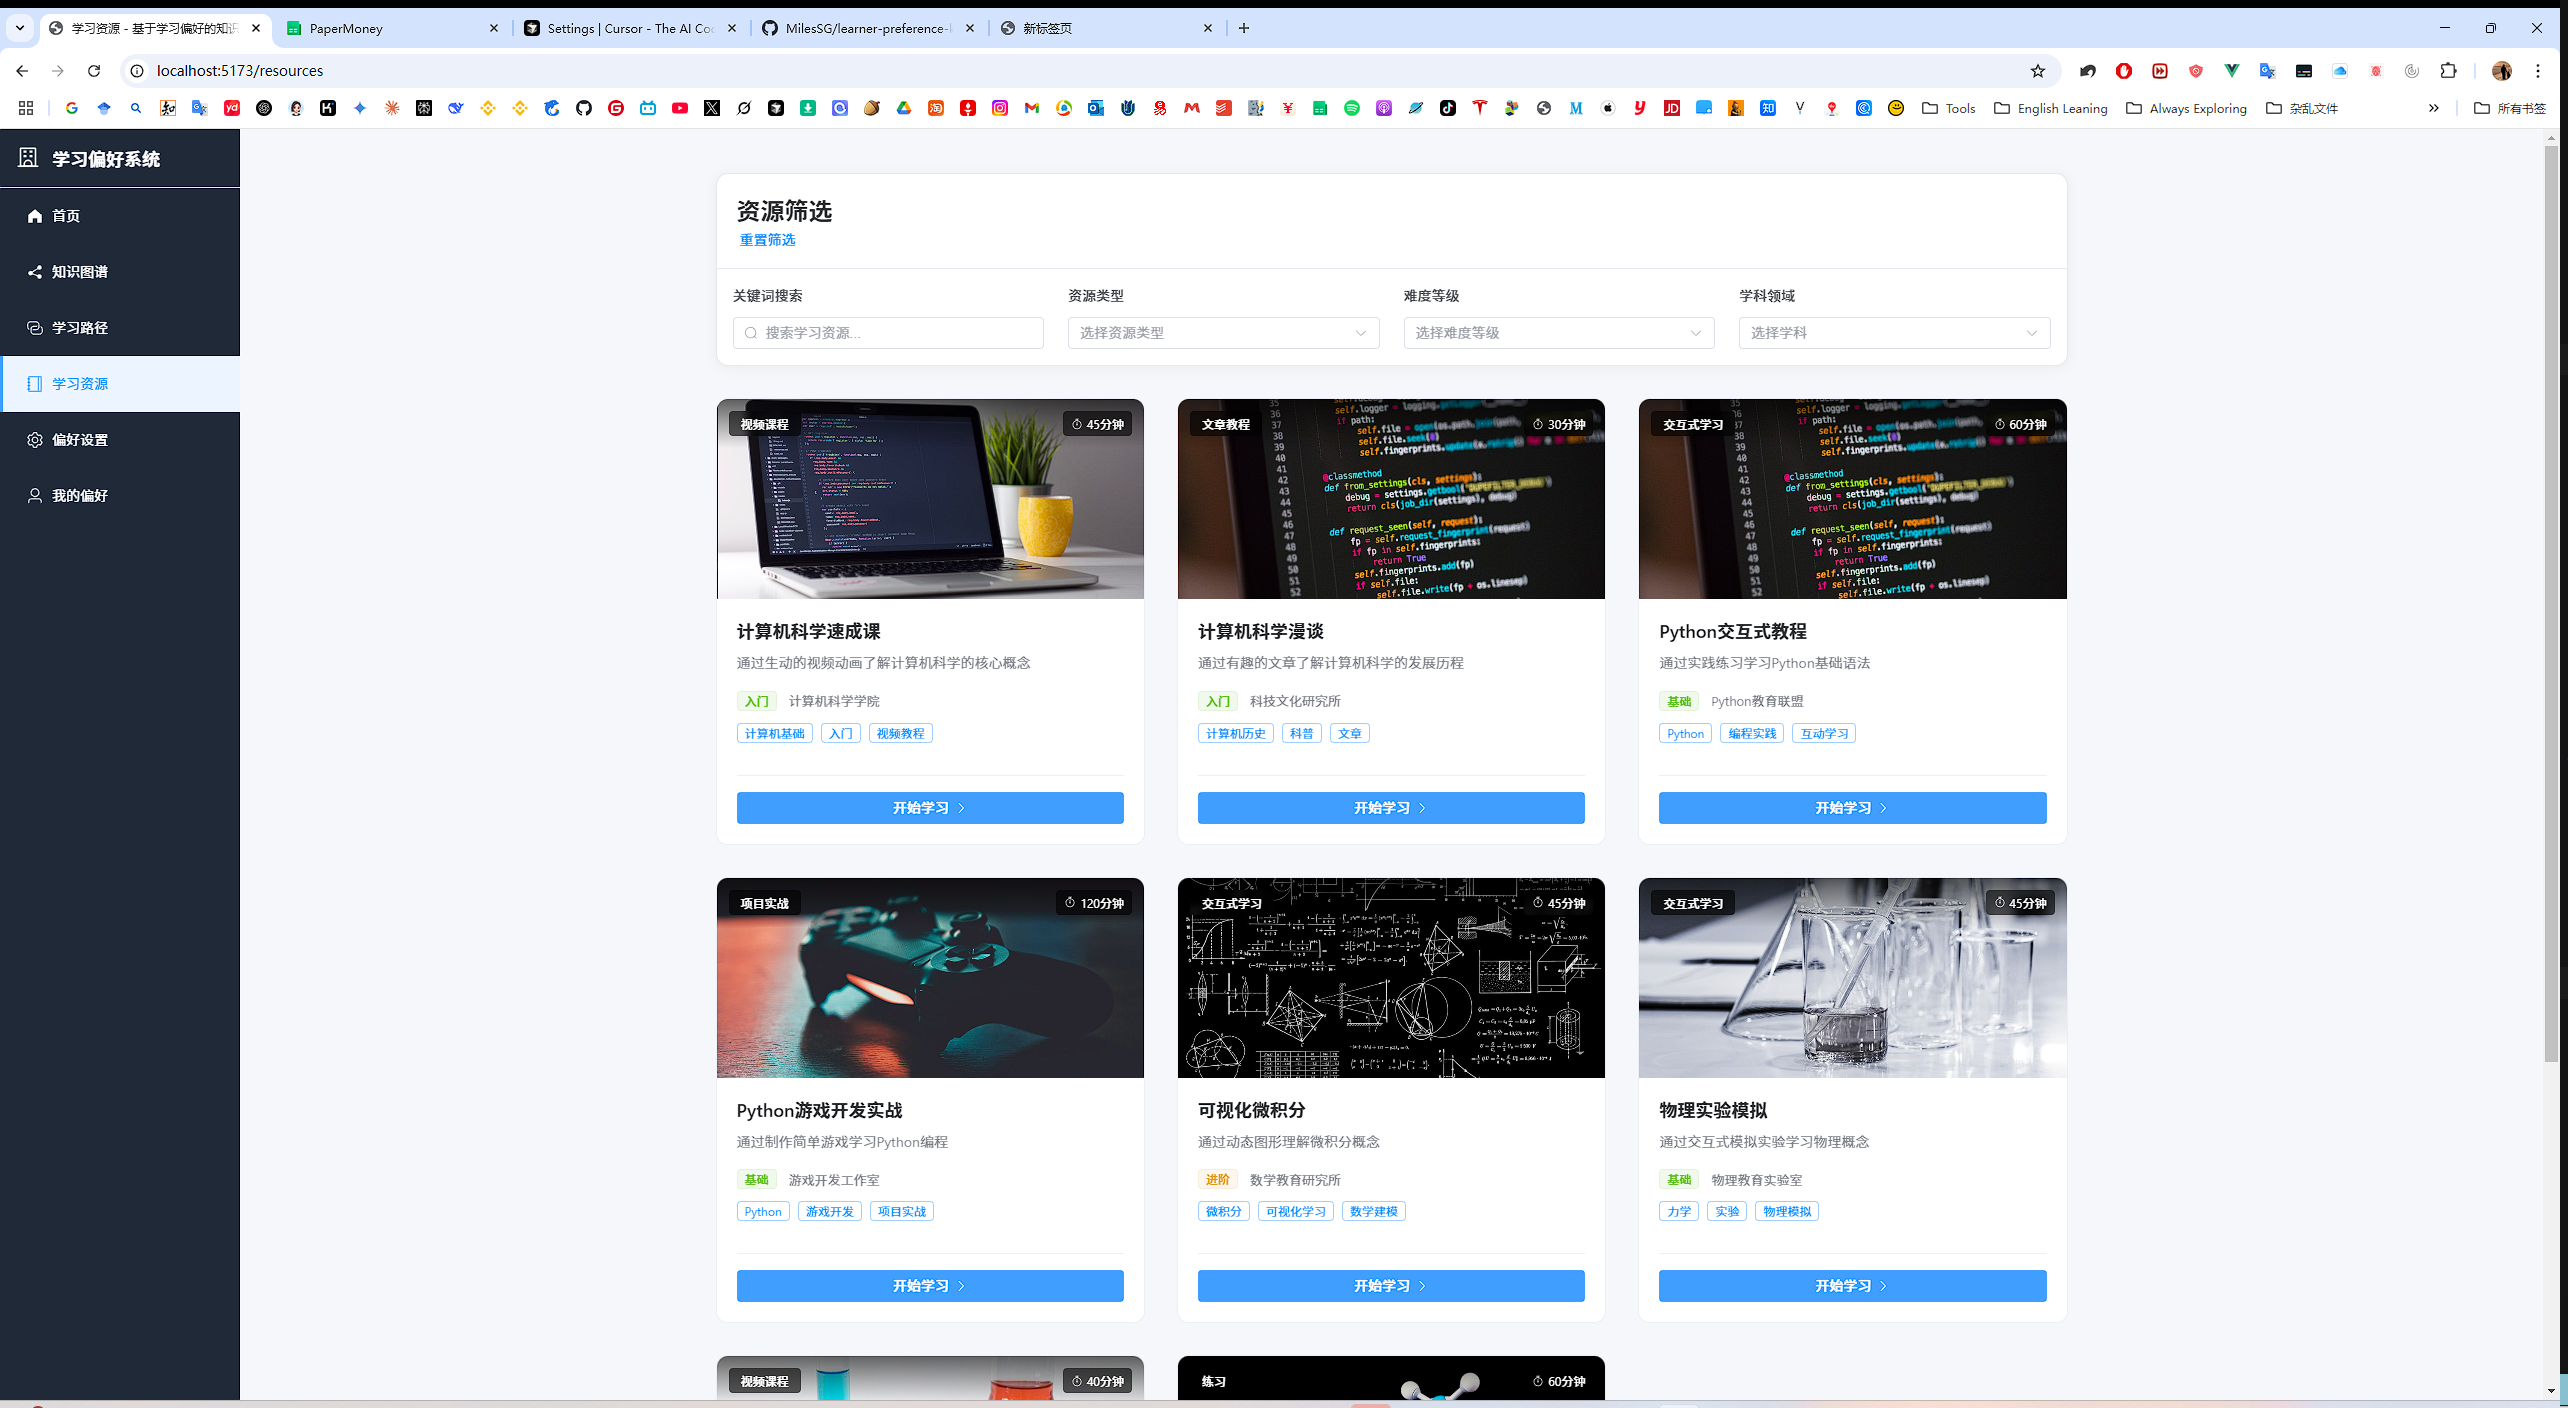 学习资源 - 基于学习偏好的知识
PaperMoney
Settings | Cursor - The AI Coc
MilesSG/learner-preference-
新标签页
localhost:5173/resources
Tools
English Leaning
Always Exploring
杂乱文件
所有书签
学习偏好系统
首页
知识图谱
学习路径
学习资源
偏好设置
我的偏好
资源筛选
重置筛选
关键词搜索
资源类型
难度等级
学科领域
搜索学习资源...
选择资源类型
选择难度等级
选择学科
视频课程
45分钟
文章教程
30分钟
交互式学习
60分钟
计算机科学速成课
通过生动的视频动画了解计算机科学的核心概念
入门 计算机科学学院
计算机基础 入门 视频教程
开始学习
计算机科学漫谈
通过有趣的文章了解计算机科学的发展历程
入门 科技文化研究所
计算机历史 科普 文章
开始学习
Python交互式教程
通过实践练习学习Python基础语法
基础 Python教育联盟
Python 编程实践 互动学习
开始学习
项目实战
120分钟
交互式学习
45分钟
交互式学习
45分钟
Python游戏开发实战
通过制作简单游戏学习Python编程
基础 游戏开发工作室
Python 游戏开发 项目实战
开始学习
可视化微积分
通过动态图形理解微积分概念
进阶 数学教育研究所
微积分 可视化学习 数学建模
开始学习
物理实验模拟
通过交互式模拟实验学习物理概念
基础 物理教育实验室
力学 实验 物理模拟
开始学习
视频课程
40分钟
练习
60分钟